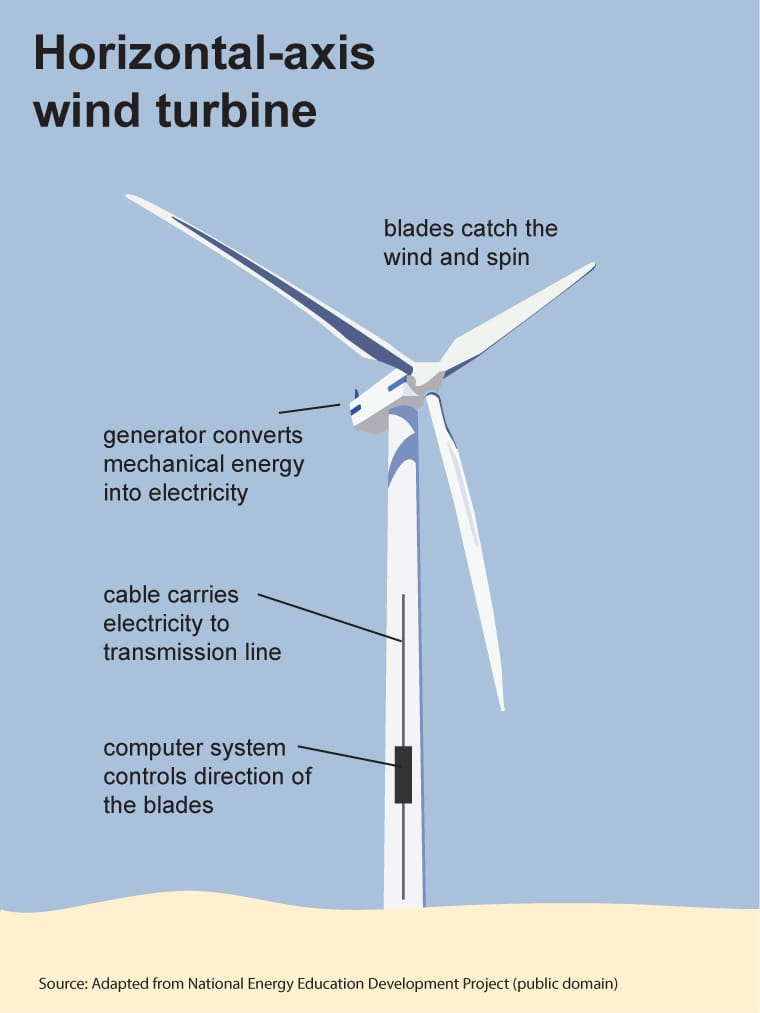 Horizontal-axis
wind turbine
blades catch the
wind and spin
generator converts
mechanical energy
into electricity
cable carries
electricity to
transmission line
computer system
controls direction of
the blades
Source: Adapted from National Energy Education Development Project (public domain)